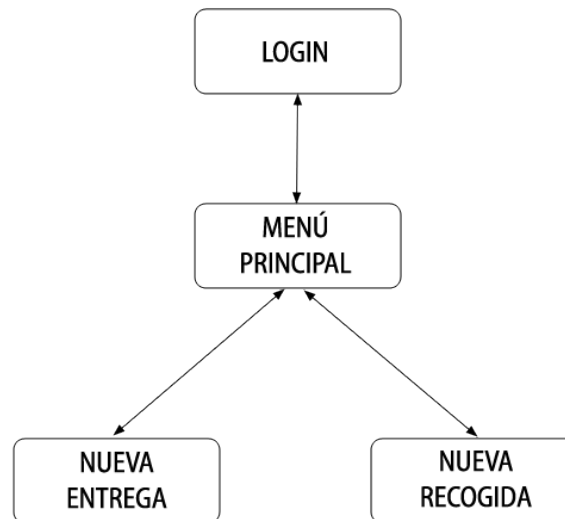 LOGIN
MENÚ
PRINCIPAL
NUEVA
ENTREGA
NUEVA
RECOGIDA